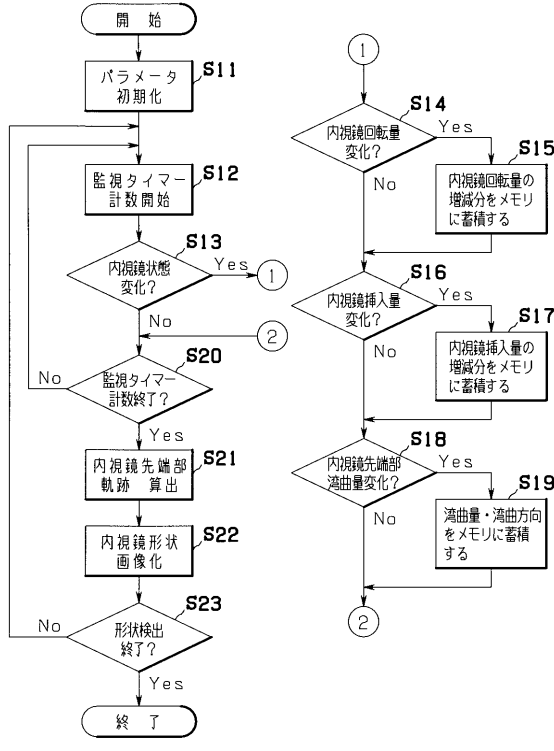 開 始
S11
パラメータ
初期化
S12
監視タイマー
計数開始
S13
内視鏡状態
変化?
Yes
1
No
2
S20
監視タイマー
計数終了?
No
Yes
S21
内視鏡先端部
軌跡 算出
S22
内視鏡形状
画像化
S23
形状検出
終了?
No
Yes
終 了
1
S14
内視鏡回転量
変化?
Yes
No
S15
内視鏡回転量の
増減分をメモリ
に蓄積する
S16
内視鏡挿入量
変化?
Yes
No
S17
内視鏡挿入量の
増減分をメモリ
に蓄積する
S18
内視鏡先端部
湾曲量変化?
Yes
No
S19
湾曲量・湾曲方向
をメモリに蓄積
する
2